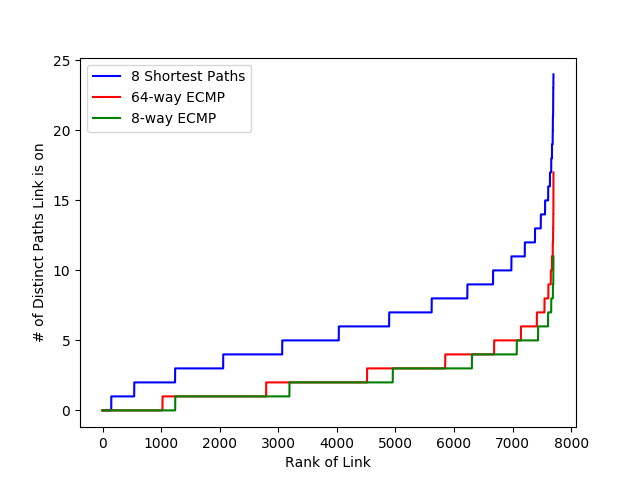 25
20
15
10
5
0
# of Distinct Paths Link is on
8 Shortest Paths
64-way ECMP
8-way ECMP
0 1000 2000 3000 4000 5000 6000 7000 8000
Rank of Link